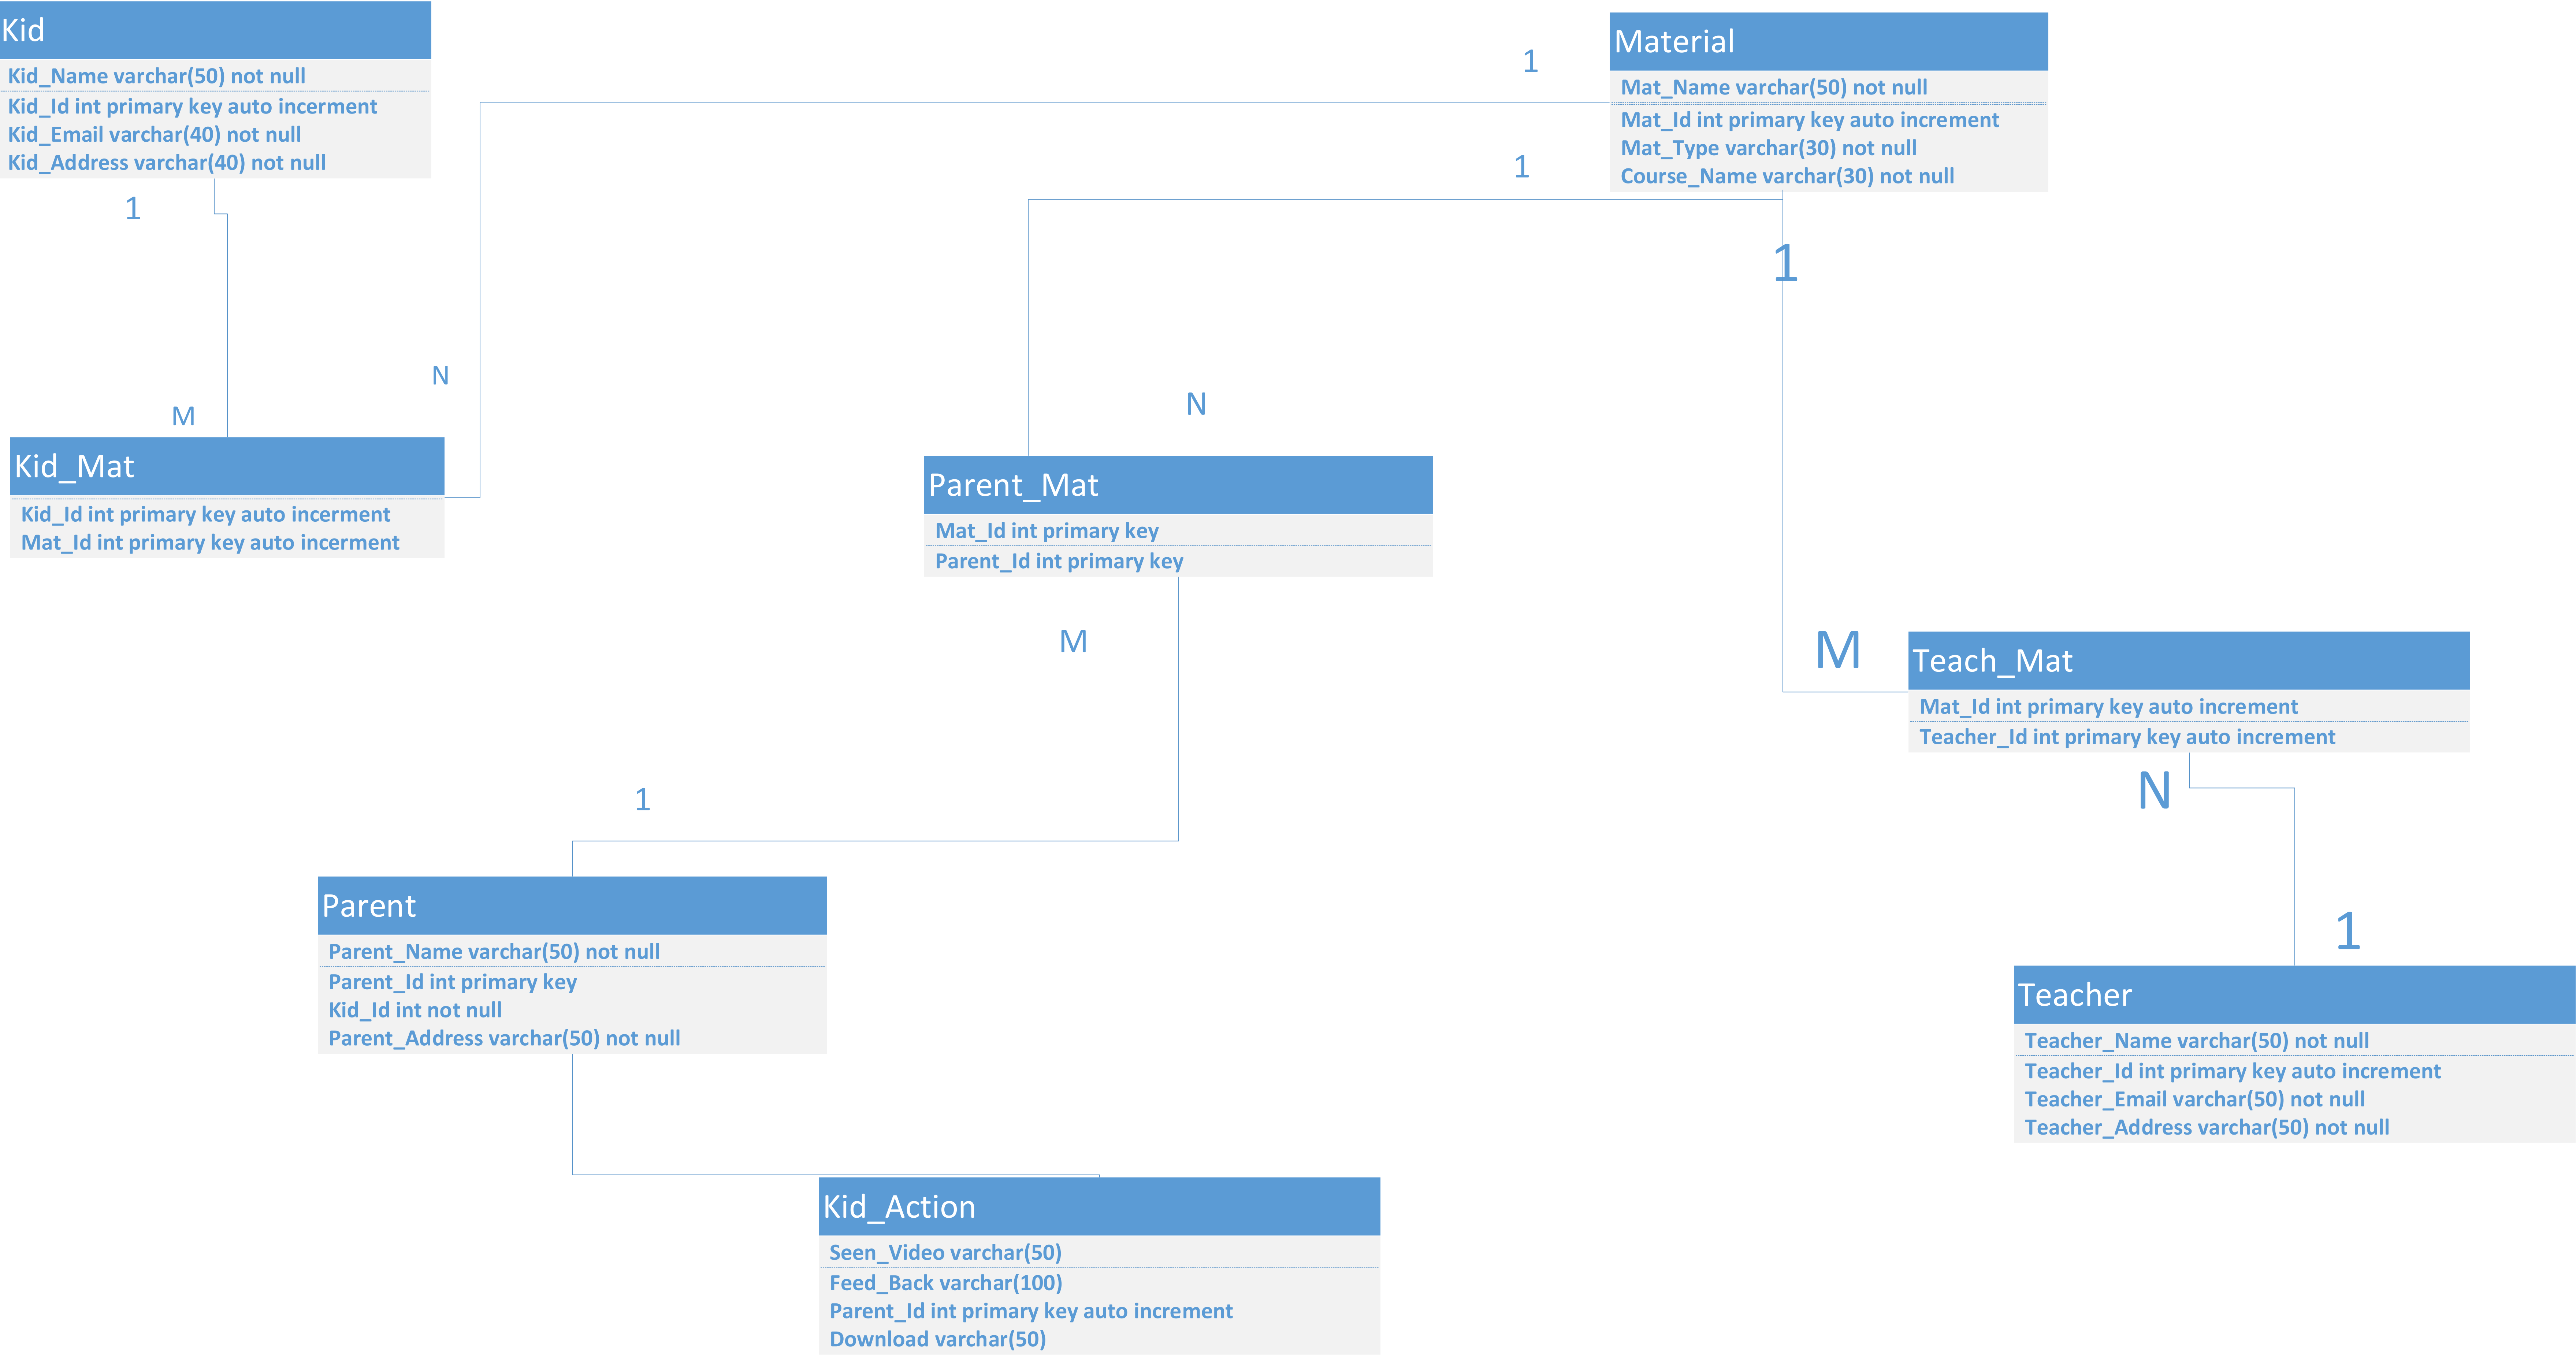 Kid
Kid_Name varchar(50) not null
Kid_Id int primary key auto incerment
Kid_Email varchar(40) not null
Kid_Address varchar(40) not null
1
Material
Mat_Name varchar(50) not null
Mat_Id int primary key auto increment
Mat_Type varchar(30) not null
Course_Name varchar(30) not null
1
1
1
N
M
N
Kid_Mat
Kid_Id int primary key auto incerment
Mat_Id int primary key auto incerment
Parent_Mat
Mat_Id int primary key
Parent_Id int primary key
M
M
Teach_Mat
Mat_Id int primary key auto increment
Teacher_Id int primary key auto increment
N
1
1
Parent
Parent_Name varchar(50) not null
Parent_Id int primary key
Kid_Id int not null
Parent_Address varchar(50) not null
Teacher
Teacher_Name varchar(50) not null
Teacher_Id int primary key auto increment
Teacher_Email varchar(50) not null
Teacher_Address varchar(50) not null
Kid_Action
Seen_Video varchar(50)
Feed_Back varchar(100)
Parent_Id int primary key auto increment
Download varchar(50)